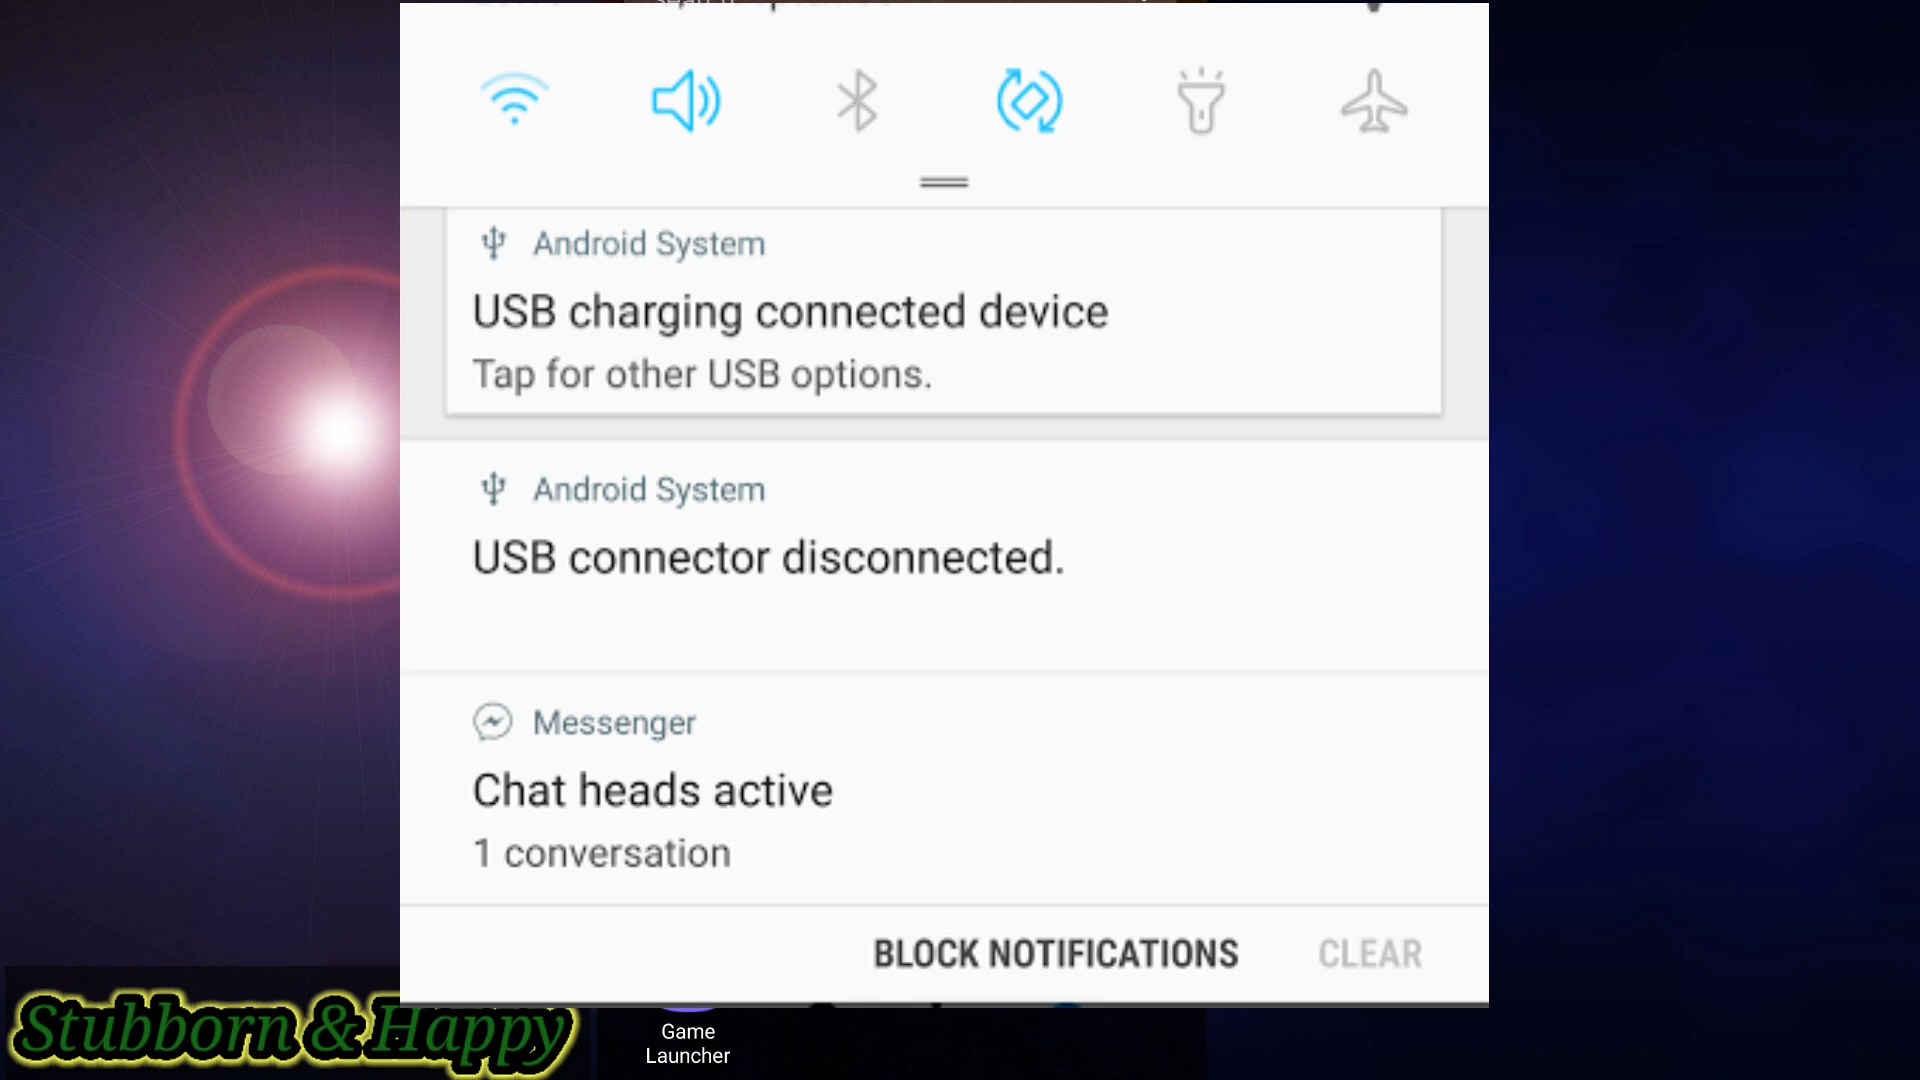 Android System
USB charging connected device
Tap for other USB options.
Android System
USB connector disconnected.
Messenger
Chat heads active
1 conversation
BLOCK NOTIFICATIONS CLEAR
Stubborn & Happy
Game
Launcher